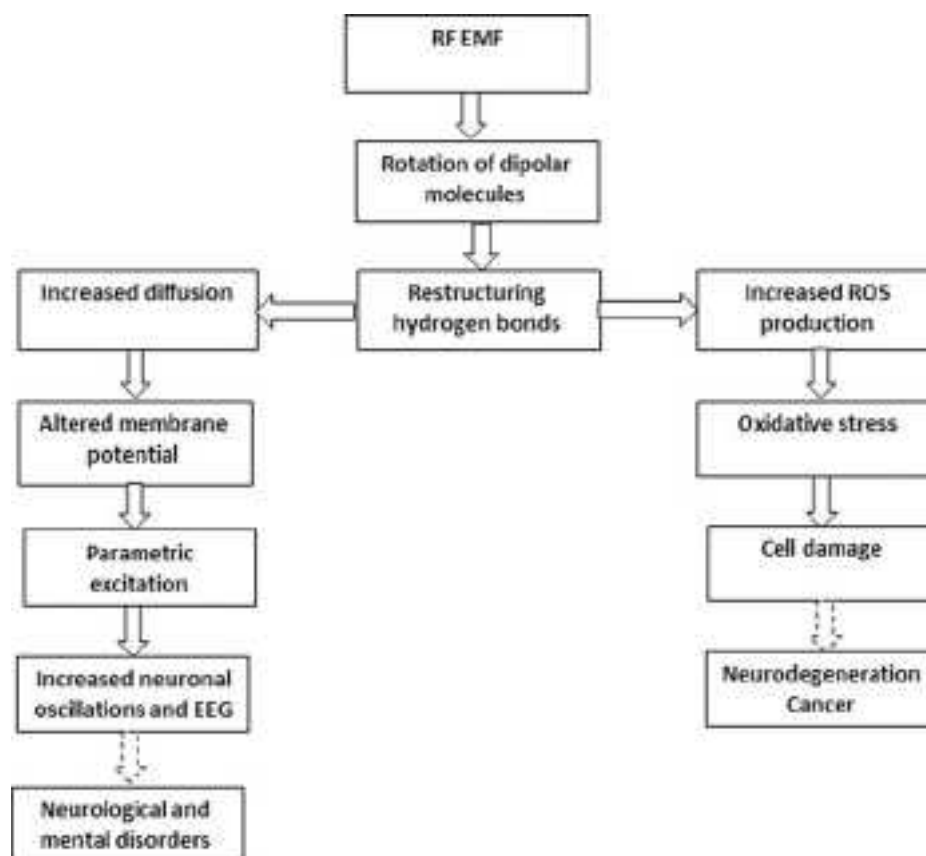 RF EMF
Rotation of dipolar
molecules
Restructuring
hydrogen bonds
Increased diffusion
Altered membrane
potential
Parametric
excitation
Increased neuronal
oscillations and EEG
Neurological and
mental disorders
Increased ROS
production
Oxidative stress
Cell damage
Neurodegeneration
Cancer